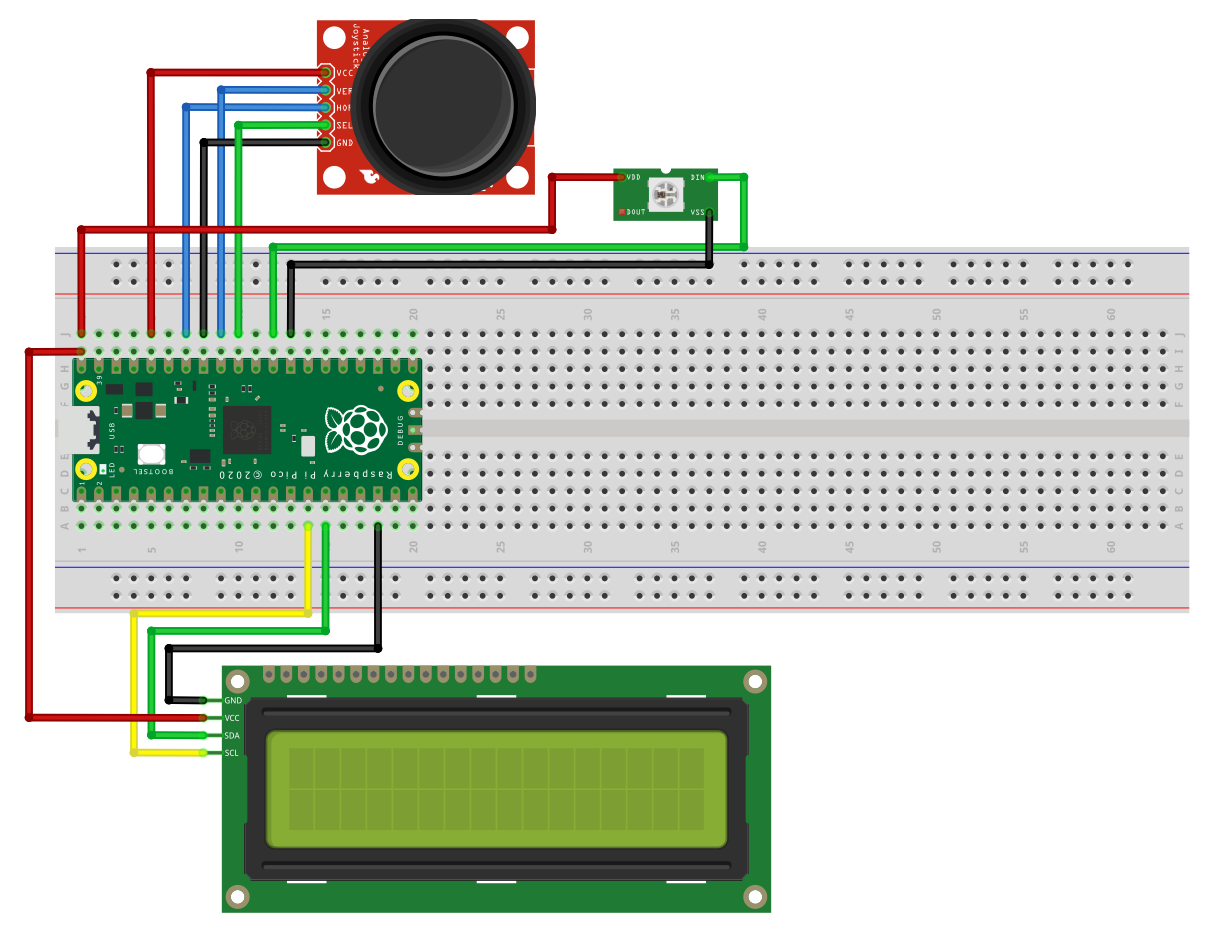 Analog
Joystick
VCC
VER
HOR
SEL
GND
VDD
DIN
DOUT
VSS
15
20
25
30
35
40
45
50
55
60
J
J
I
I
H
H
G
G
F
F
39
USB
DEBUG
BOOTSEL
LED
1
2
Raspberry Pi Pico ©2020
E
E
D
D
C
C
B
B
A
A
1
5
10
15
20
25
30
35
40
45
50
55
60
GND
VCC
SDA
SCL